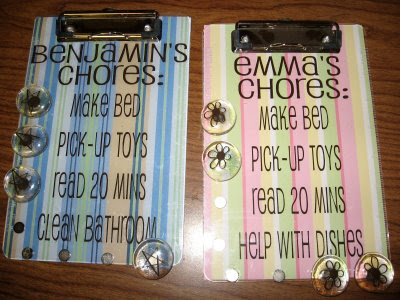 BENJAMIN'S
CHORES:
MAKE BED
PICK-UP TOYS
READ 20 MINS
CLEAN BATHROOM
EMMA'S
CHORES:
MAKE BED
PICK-UP TOYS
READ 20 MINS
HELP WITH DISHES